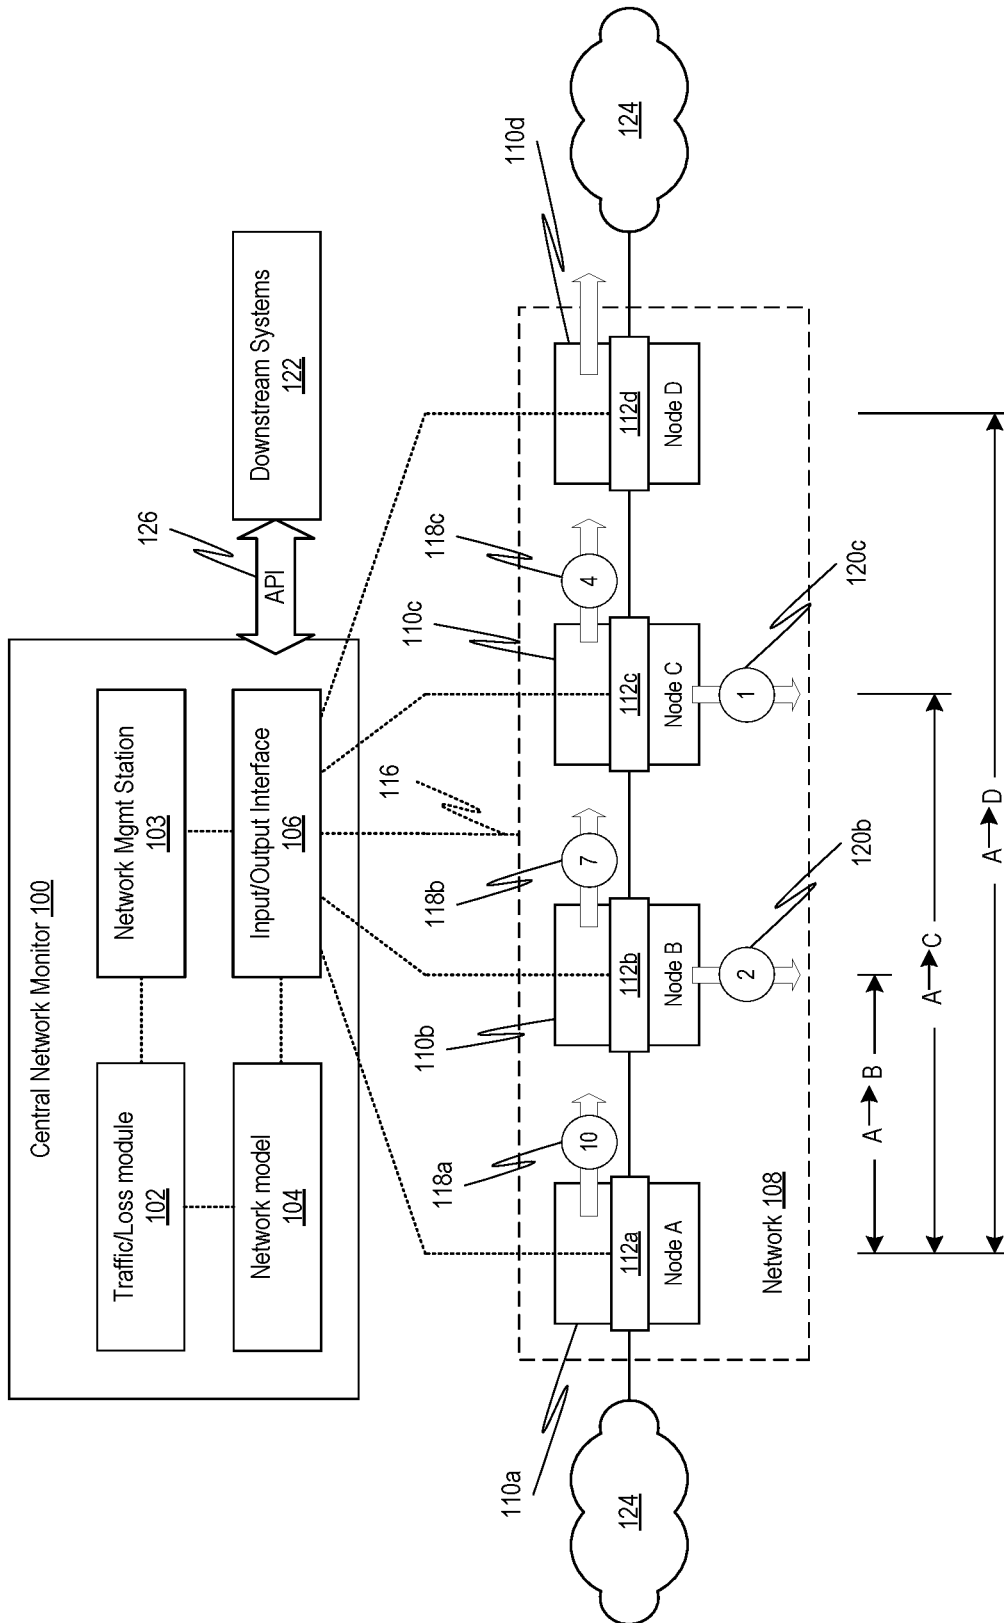 Central Network Monitor 100
Traffic/Loss module
102
Network Mgmt Station
103
Network model
104
Input/Output Interface
106
API
126
Downstream Systems
122
116
110a
118a
110b
118b
110c
118c
110d
10
7
4
124
112a
112b
112c
112d
124
Node A
Node B
Node C
Node D
2
1
120b
120c
Network 108
A B
A C
A D